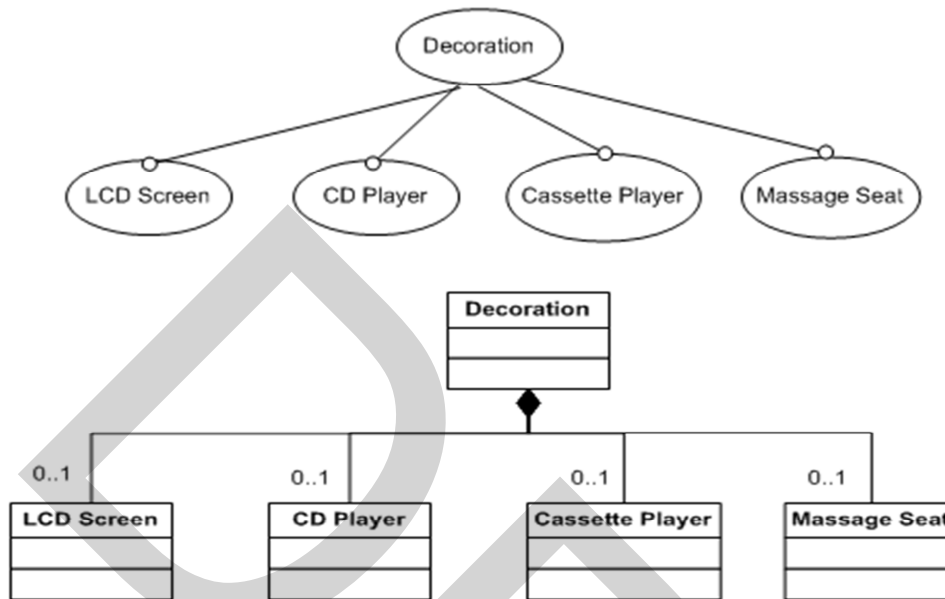 Decoration
LCD Screen CD Player Cassette Player Massage Seat
Decoration
0..1 0..1 0..1 0..1
LCD Screen CD Player Cassette Player Massage Seat